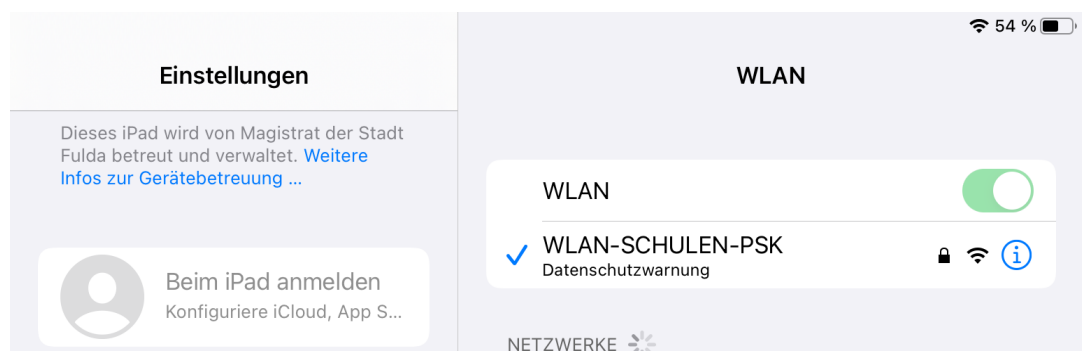 54 %
Einstellungen
WLAN
Dieses iPad wird von Magistrat der Stadt
Fulda betreut und verwaltet. Weitere
Infos zur Gerätebetreuung ...
Beim iPad anmelden
Konfiguriere iCloud, App S...
WLAN
WLAN-SCHULEN-PSK
Datenschutzwarnung
NETZWERKE